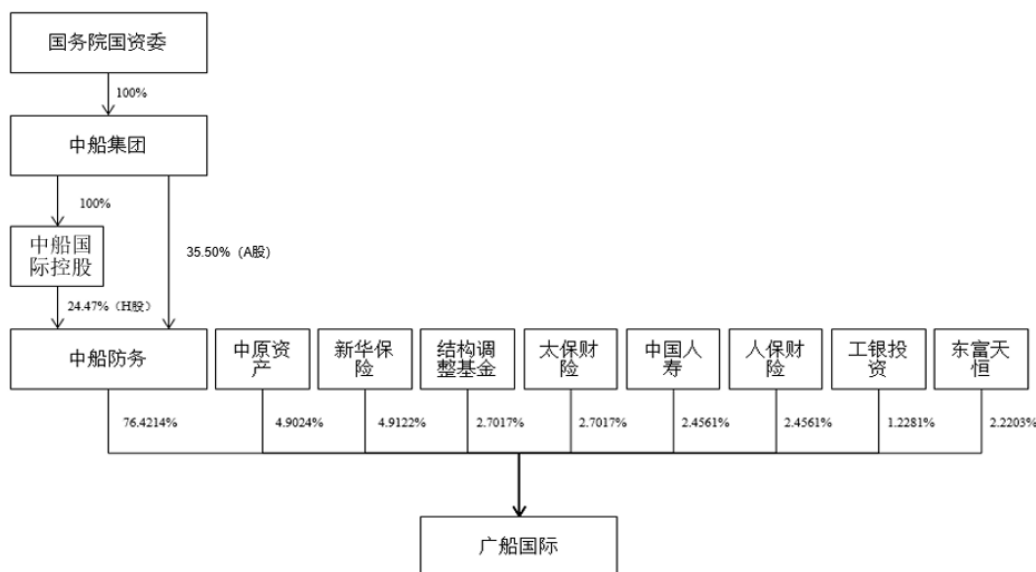 国务院国资委
100%
中船集团
100%
中船国
际控股
35.50%（A股）
24.47%（H股）
中船防务
中原资
产
新华保
险
结构调
整基金
太保财
险
中国人
寿
人保财
险
工银投
资
东富天
恒
76.4214%
4.9024%
4.9122%
2.7017%
2.7017%
2.4561%
2.4561%
1.2281%
2.2203%
广船国际